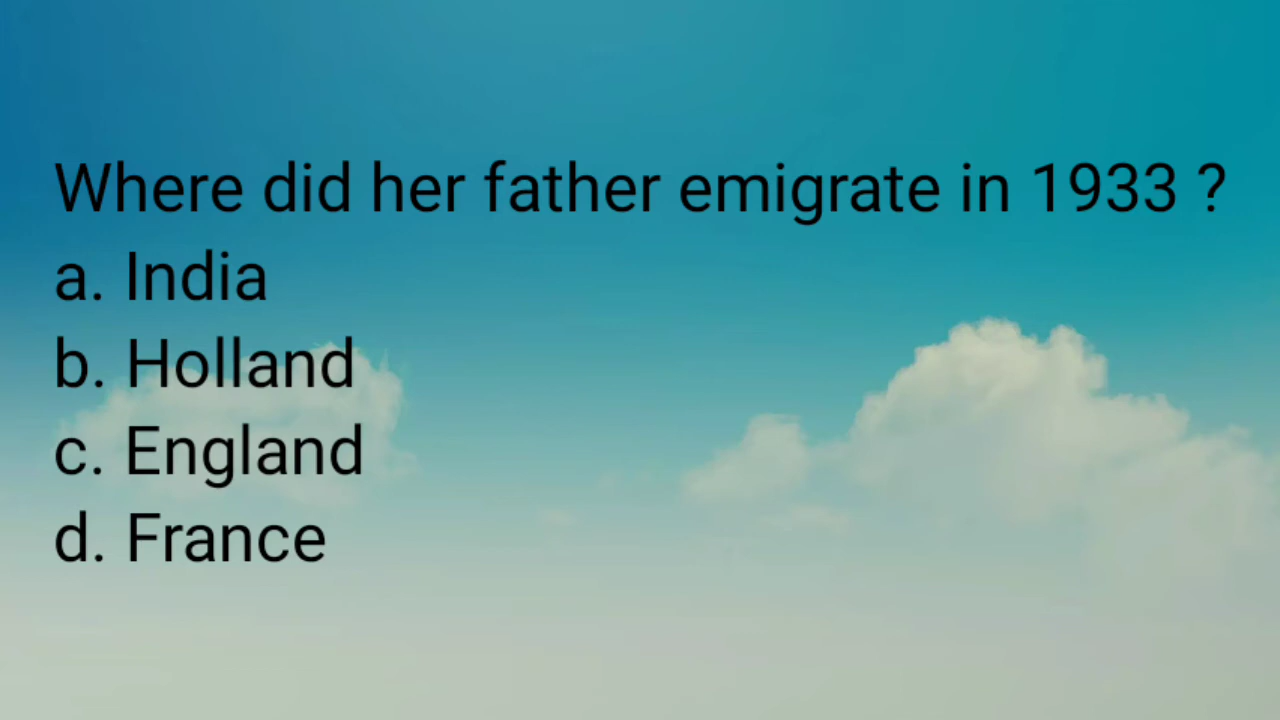 Where did her father emigrate in 1933 ?
a. India
b. Holland
c. England
d. France